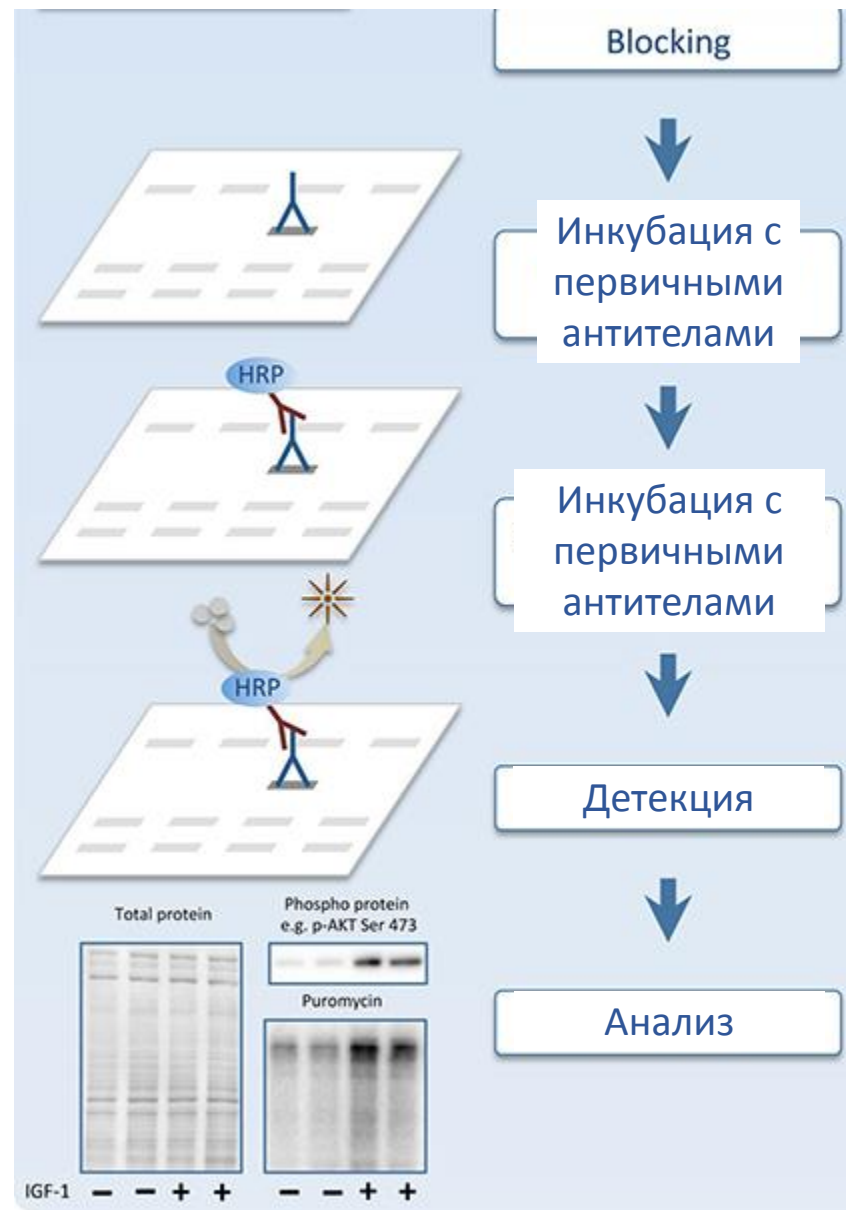 Blocking
Инкубация с
первичными
антителами
HRP
Инкубация с
первичными
антителами
HRP
Детекция
Total protein
Phospho protein
e.g. p-AKT Ser 473
Puromycin
Анализ
IGF-1 – – + + – – + +